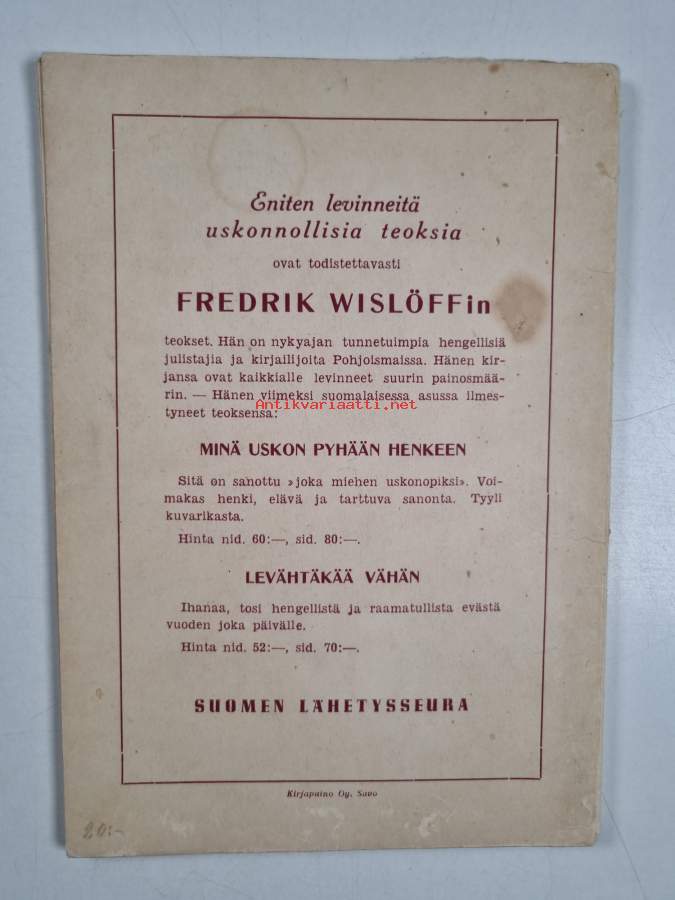 Eniten levinneitä
uskonnollisia teoksia
ovat todistettavasti
FREDRIK WISLÖFFin
teokset. Hän on nykyajan tunnetuimpia hengellisiä
julistajia ja kirjailijoita Pohjoismaissa. Hänen kir-
jansa ovat kaikkialle levinneet suurin painosmää-
rin. — Hänen viimeksi suomalaisessa asussa ilmes-
Antikvariaatti.net
tyneet teoksensa:
MINÄ USKON PYHÄÄN HENKEEN
Sitä on sanottu »joka miehen uskonopiksi». Voi-
makas henki, elävä ja tarttuva sanonta. Tyyli
kuvarikasta.
Hinta nid. 60:—, sid. 80:—.
LEVÄHTÄKÄÄ VÄHÄN
Ihanaa, tosi hengellistä ja raamatullista evästä
vuoden joka päivälle.
Hinta nid. 52:—, sid. 70:—.
SUOMEN LÄHETYSSEURA
Kirjapaino Oy. Savo
20:-